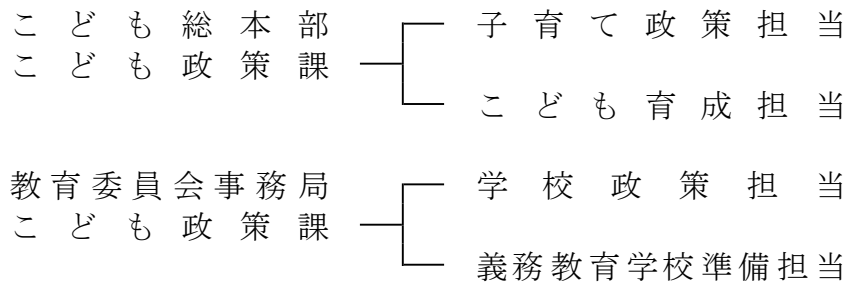 こども総本部
こども政策課
子育て政策担当
こども育成担当
教育委員会事務局
こども政策課
学校政策担当
義務教育学校準備担当